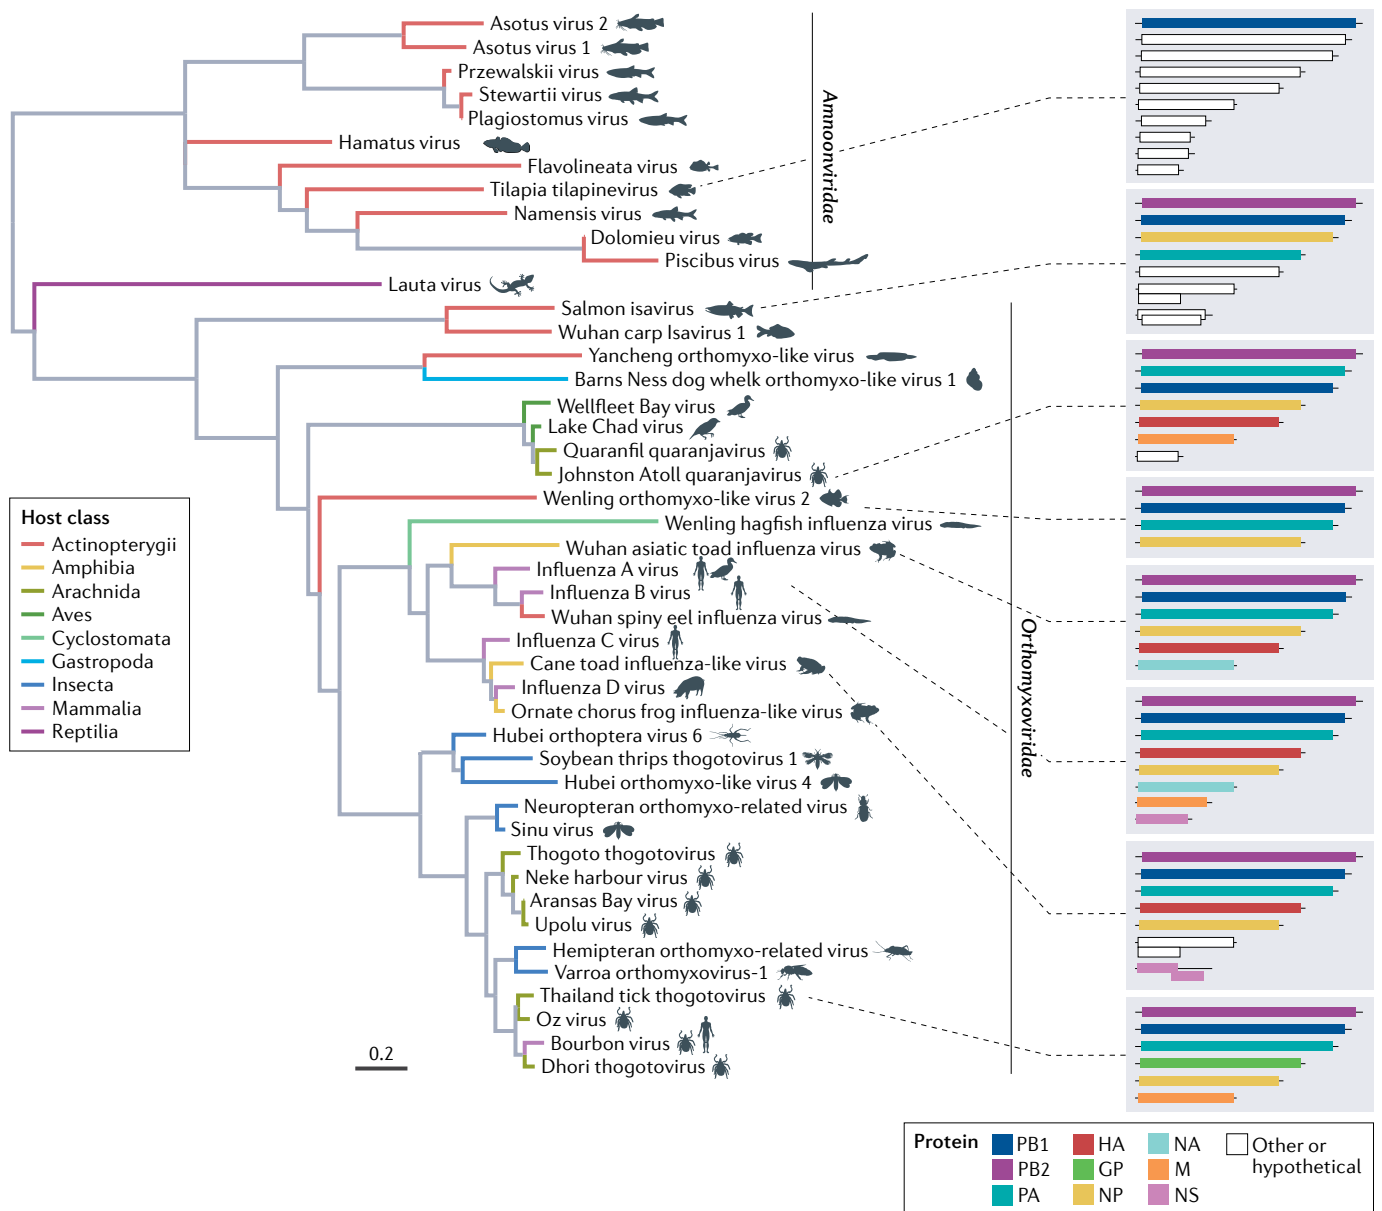 Asotus virus 2
Asotus virus 1
Przewalskii virus
Stewartii virus
Plagiostomus virus
Hamatus virus
Flavolineata virus
Tilapia tilapinevirus
Namensis virus
Dolomieu virus
Piscibus virus
Amnoonviridae
Lauta virus
Salmon isavirus
Wuhan carp Isavirus 1
Yancheng orthomyxo-like virus
Barns Ness dog whelk orthomyxo-like virus 1
Wellfleet Bay virus
Lake Chad virus
Quaranfil quaranjavirus
Johnston Atoll quaranjavirus
Wenling orthomyxo-like virus 2
Wenling hagfish influenza virus
Wuhan asiatic toad influenza virus
Influenza A virus
Influenza B virus
Wuhan spiny eel influenza virus
Influenza C virus
Cane toad influenza-like virus
Influenza D virus
Ornate chorus frog influenza-like virus
Hubei orthoptera virus 6
Soybean thrips thogotovirus 1
Hubei orthomyxo-like virus 4
Neuropteran orthomyxo-related virus
Sinu virus
Thogoto thogotovirus
Neke harbour virus
Aransas Bay virus
Upolu virus
Hemipteran orthomyxo-related virus
Varroa orthomyxovirus-1
Thailand tick thogotovirus
Oz virus
Bourbon virus
Dhori thogotovirus
Orthomyxoviridae
Host class
Actinopterygii
Amphibia
Arachnida
Aves
Cyclostomata
Gastropoda
Insecta
Mammalia
Reptilia
0.2
Protein
PB1
PB2
PA
HA
GP
NP
NA
M
NS
Other or
hypothetical